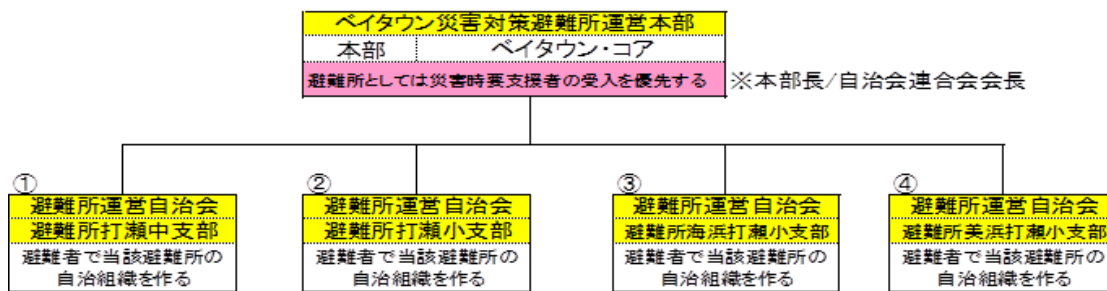 ベイタウン災害対策避難所運営本部
本部 ベイタウン・コア
避難所としては災害時要支援者の受入を優先する
※本部長/自治会連合会会長
①
避難所運営自治会
避難所打瀬中支部
避難者で当該避難所の
自治組織を作る
②
避難所運営自治会
避難所打瀬小支部
避難者で当該避難所の
自治組織を作る
③
避難所運営自治会
避難所海浜打瀬小支部
避難者で当該避難所の
自治組織を作る
④
避難所運営自治会
避難所美浜打瀬小支部
避難者で当該避難所の
自治組織を作る